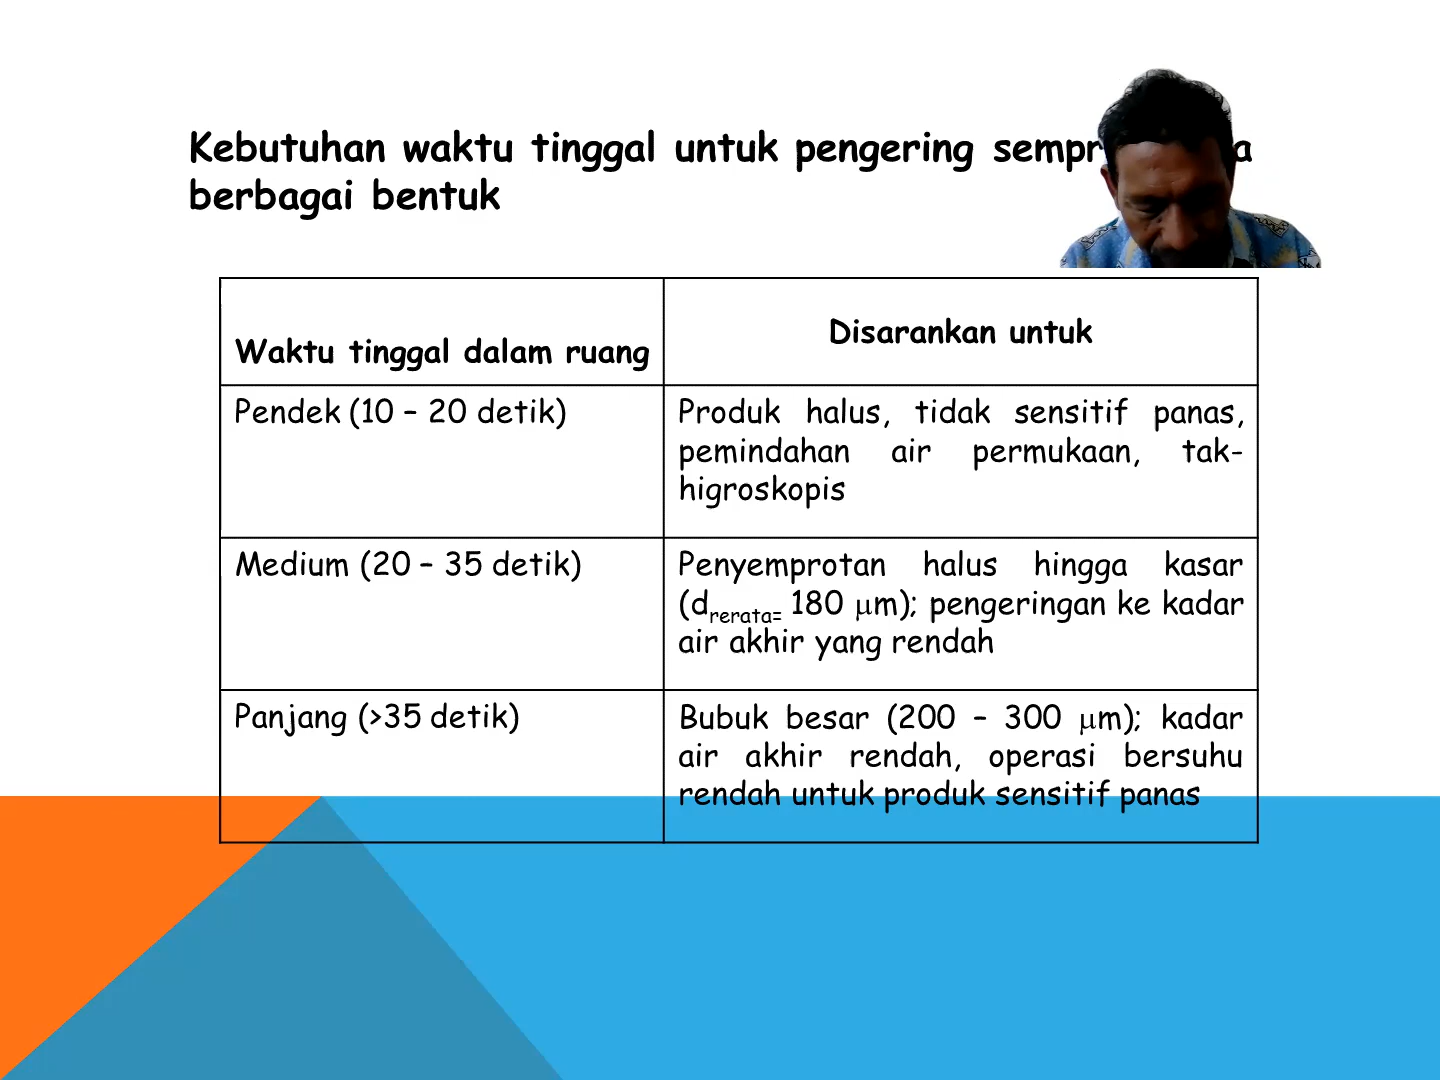 Kebutuhan waktu tinggal untuk pengering
berbagai bentuk
Waktu tinggal dalam ruang
Disarankan untuk
Pendek (10 – 20 detik)
Produk halus, tidak sensitif panas,
pemindahan air permukaan, tak-
higroskopis
Medium (20 – 35 detik)
Penyemprotan halus hingga kasar
(drerata= 180 μm); pengeringan ke kadar
air akhir yang rendah
Panjang (>35 detik)
Bubuk besar (200 – 300 μm); kadar
air akhir rendah, operasi bersuhu
rendah untuk produk sensitif panas